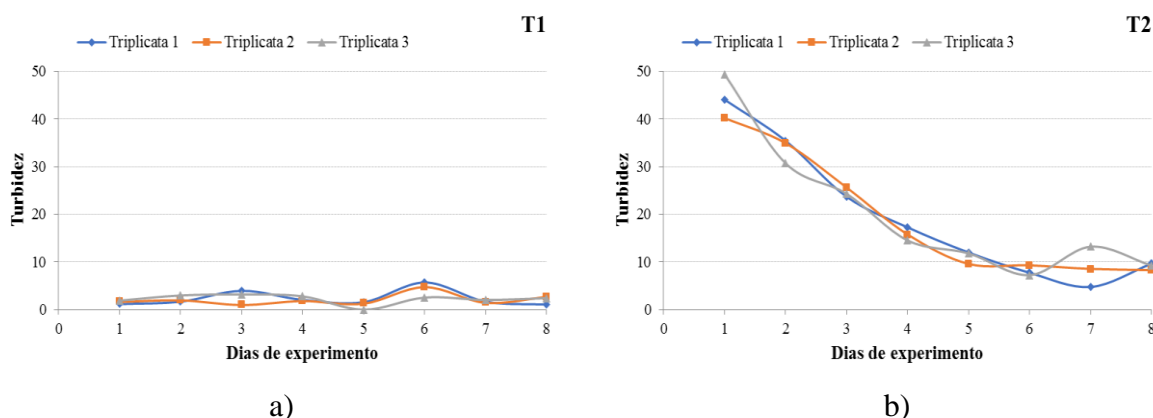 T1
Triplicata 1 Triplicata 2 Triplicata 3
50
40
30
20
10
0
Turbidez
0 1 2 3 4 5 6 7 8
Dias de experimento
a)
T2
Triplicata 1 Triplicata 2 Triplicata 3
50
40
30
20
10
0
Turbidez
0 1 2 3 4 5 6 7 8
Dias de experimento
b)